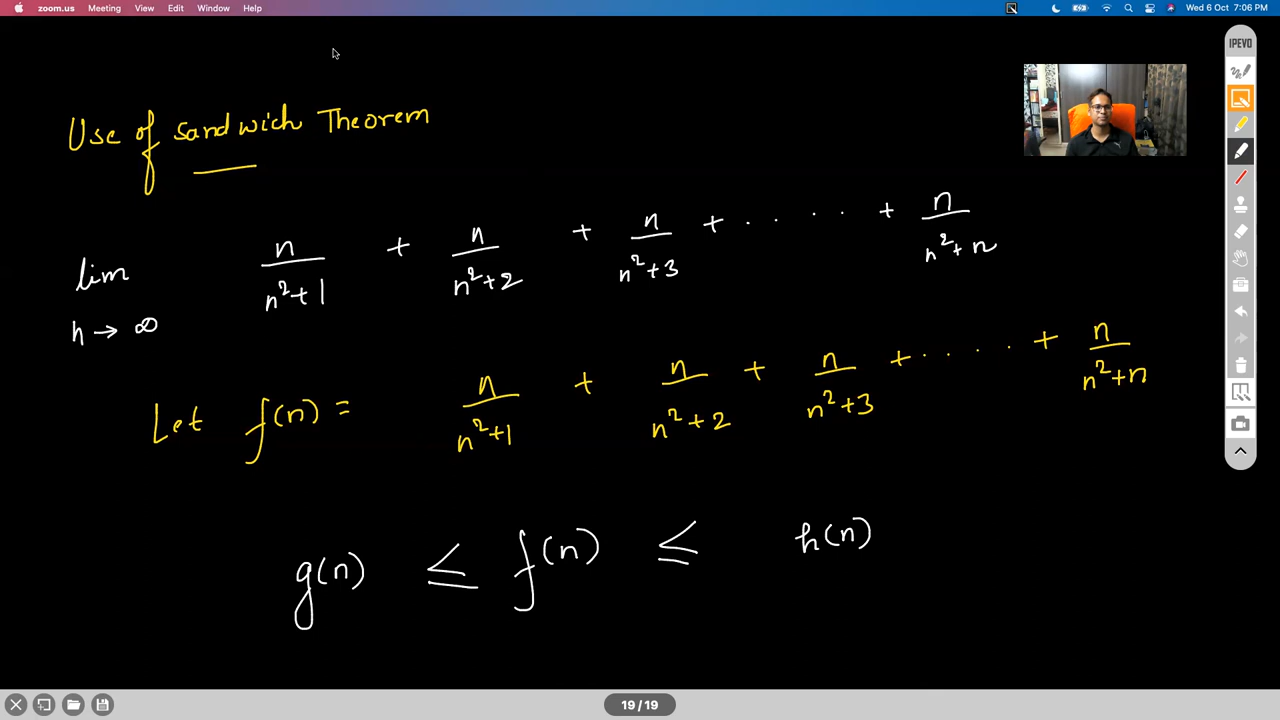 zoom.us Meeting View Edit Window Help Wed 6 Oct 7:06 PM
IPEVO
Use of Sandwich Theorem
lim n→∞ n/(n²+1) + n/(n²+2) + n/(n²+3) + ..... + n/(n²+n)
Let f(n) = n/(n²+1) + n/(n²+2) + n/(n²+3) + ..... + n/(n²+n)
g(n) ≤ f(n) ≤ h(n)
19/19